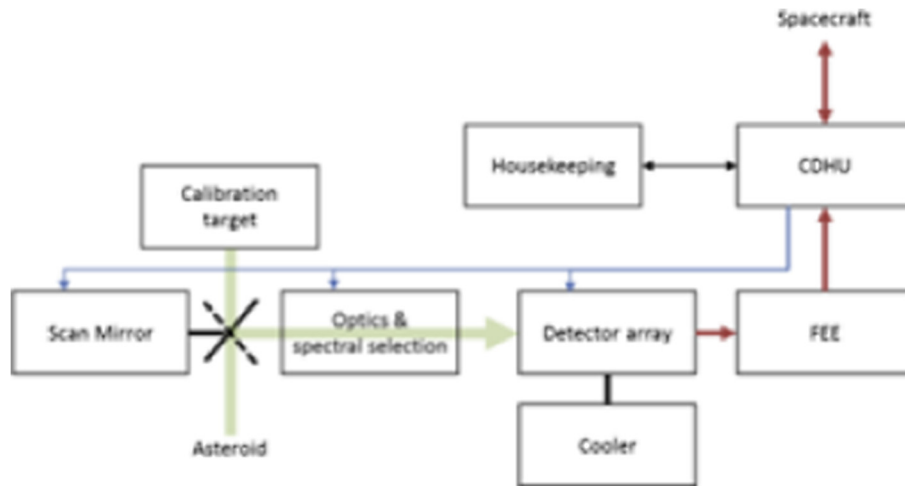 Spacecraft
Housekeeping
CDHU
Calibration
target
Scan Mirror
Optics &
spectral selection
Detector array
FEE
Asteroid
Cooler